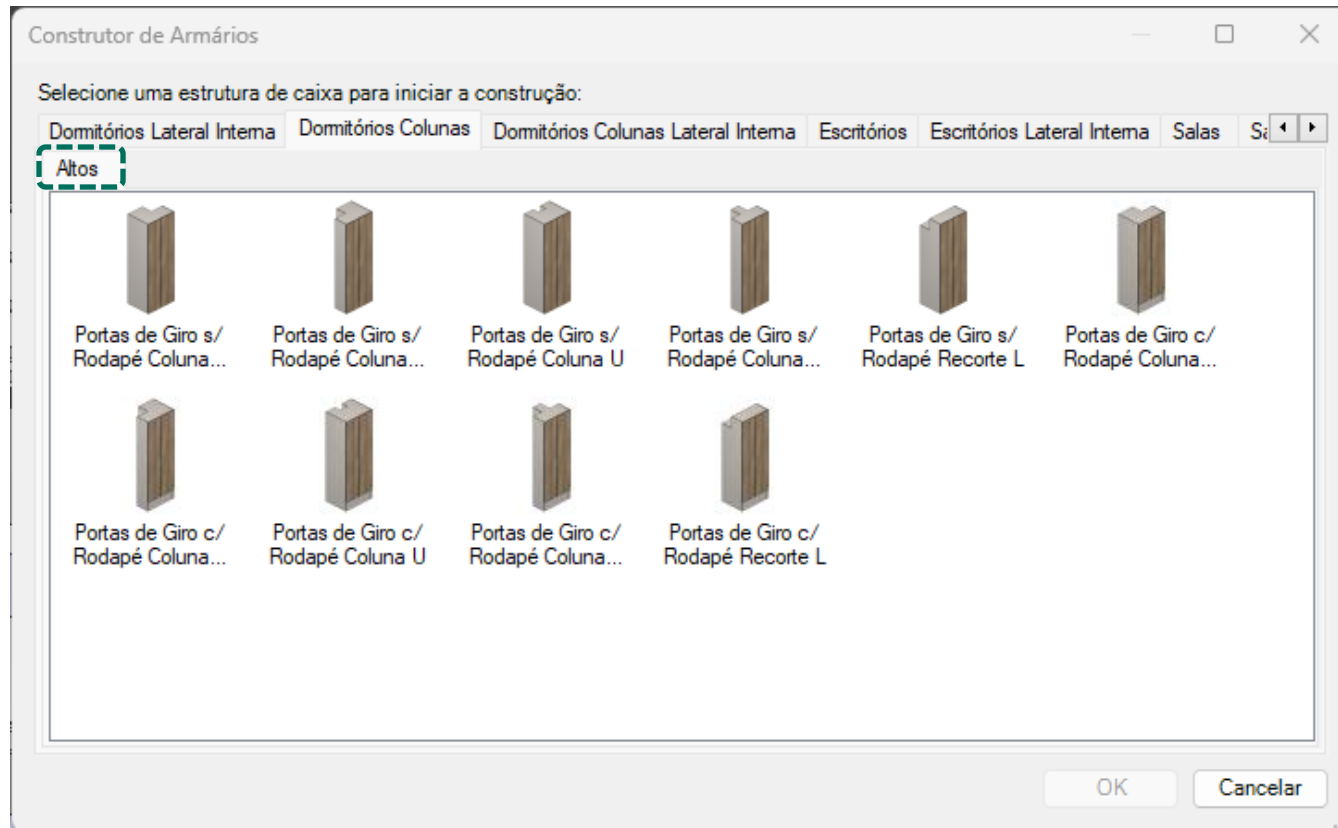 Construtor de Armários
Selecione uma estrutura de caixa para iniciar a construção:
Dormitórios Lateral Interna Dormitórios Colunas Dormitórios Colunas Lateral Interna Escritórios Escritórios Lateral Interna Salas
Altos
Portas de Giro s/ Portas de Giro s/ Portas de Giro s/ Portas de Giro s/ Portas de Giro s/ Portas de Giro c/
Rodapé Coluna... Rodapé Coluna... Rodapé Coluna U Rodapé Coluna... Rodapé Recorte L Rodapé Coluna...
Portas de Giro c/ Portas de Giro c/ Portas de Giro c/ Portas de Giro c/
Rodapé Coluna... Rodapé Coluna U Rodapé Coluna... Rodapé Recorte L
OK Cancelar